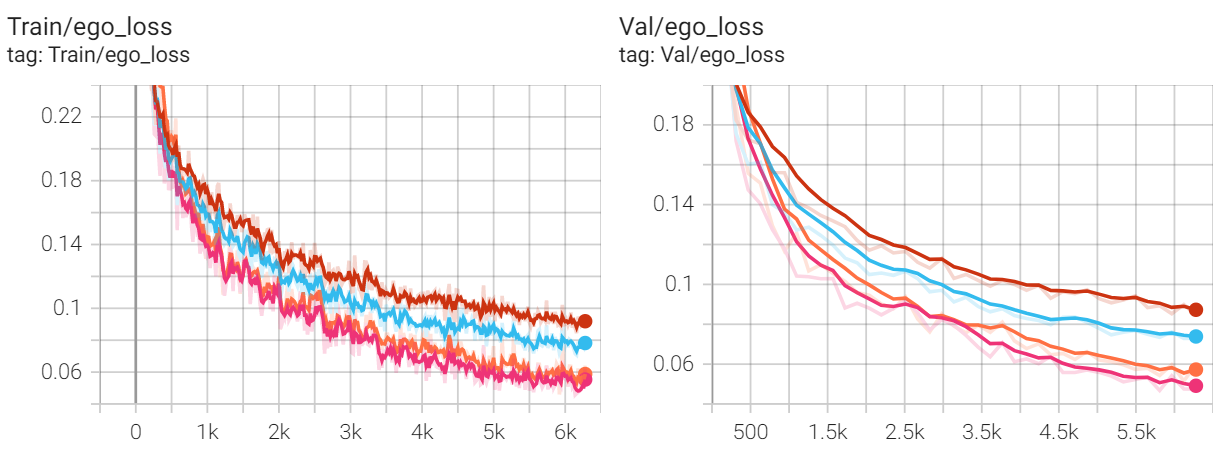 Train/ego_loss
tag: Train/ego_loss
0.22
0.18
0.14
0.1
0.06
0 1k 2k 3k 4k 5k 6k
Val/ego_loss
tag: Val/ego_loss
0.18
0.14
0.1
0.06
500 1.5k 2.5k 3.5k 4.5k 5.5k